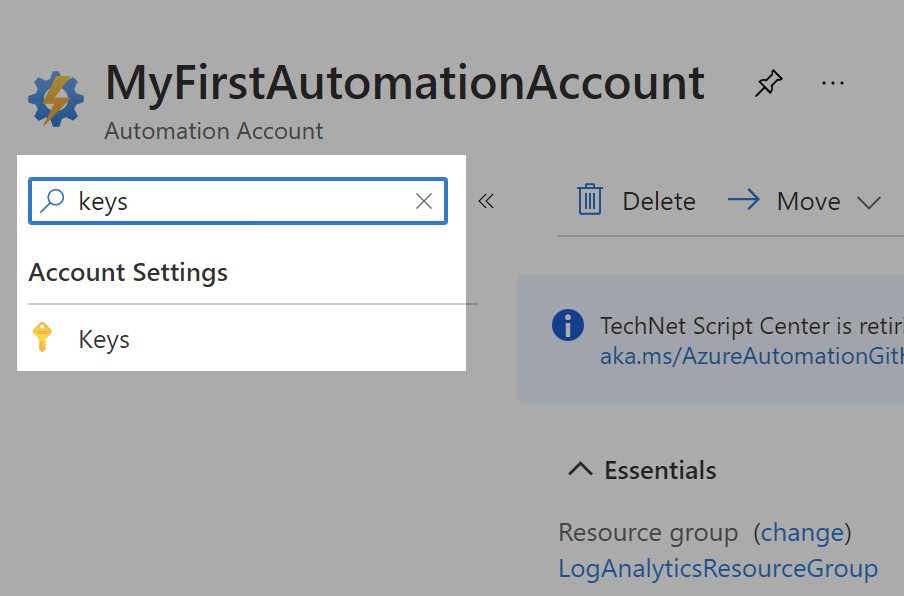 MyFirstAutomationAccount
Automation Account
keys
Account Settings
Keys
Delete
Move
TechNet Script Center is retiri
aka.ms/AzureAutomationGitH
Essentials
Resource group (change)
LogAnalyticsResourceGroup